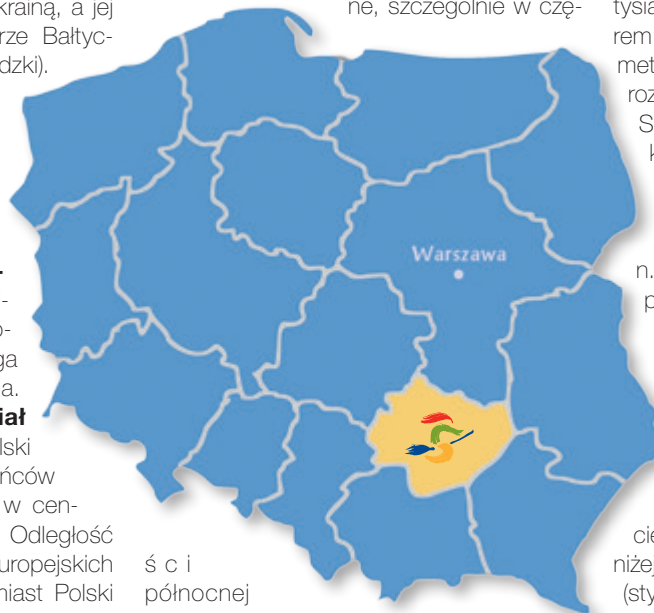 krainą, a jej
rze Bałtyc-
dzki).
ne, szczególnie w czę-
tysia
rem
met
roz
S
k
Warszawa
n.
p
-
-
o-
ga
a.
iał
lski
ńców
w cen-
Odległość
uropejskich
miast Polski
ś c i
północnej
cie
niżej
(sty